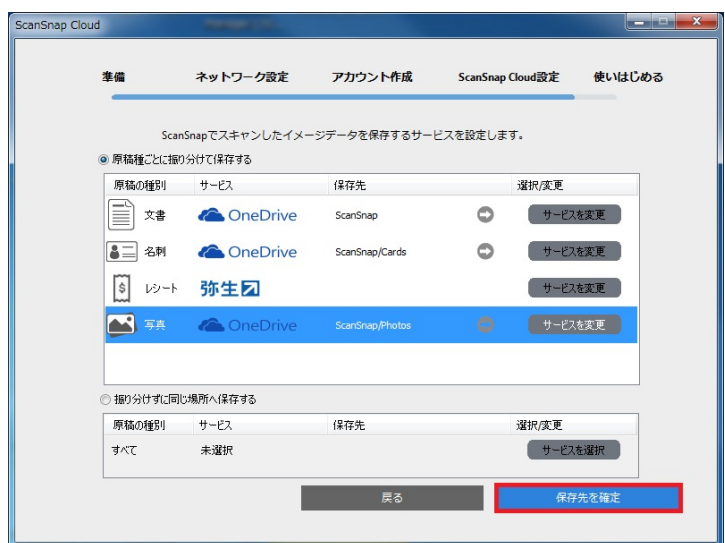 ScanSnap Cloud
準備 ネットワーク設定 アカウント作成 ScanSnap Cloud設定 使いはじめる
ScanSnapでスキャンしたイメージデータを保存するサービスを設定します。
原稿種ごとに振り分けて保存する
原稿の種別 サービス 保存先 選択/変更
文書 OneDrive ScanSnap サービスを変更
名刺 OneDrive ScanSnap/Cards サービスを変更
レシート 弥生 サービスを変更
写真 OneDrive ScanSnap/Photos サービスを変更
振り分けずに同じ場所へ保存する
原稿の種別 サービス 保存先 選択/変更
すべて 未選択 サービスを選択
戻る 保存先を確定